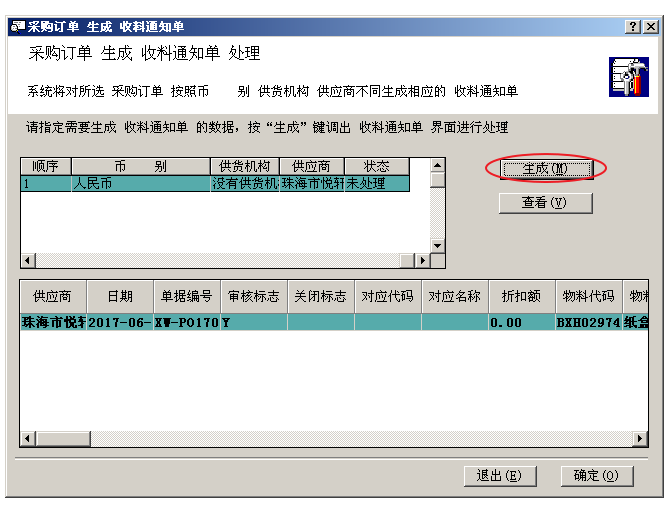 采购订单 生成 收料通知单
采购订单 生成 收料通知单 处理
系统将对所选 采购订单 按照币 别 供货机构 供应商不同生成相应的 收料通知单
请指定需要生成 收料通知单 的数据，按“生成”键调出 收料通知单 界面进行处理
顺序 币 别 供货机构 供应商 状态
1 人民币 没有供货机 珠海市悦轩 未处理
生成(M)
查看(V)
供应商 日期 单据编号 审核标志 关闭标志 对应代码 对应名称 折扣额 物料代码 物料
珠海市悦轩 2017-06- XW-PO170 Y 0.00 BXH02974 纸盒
退出(E) 确定(O)